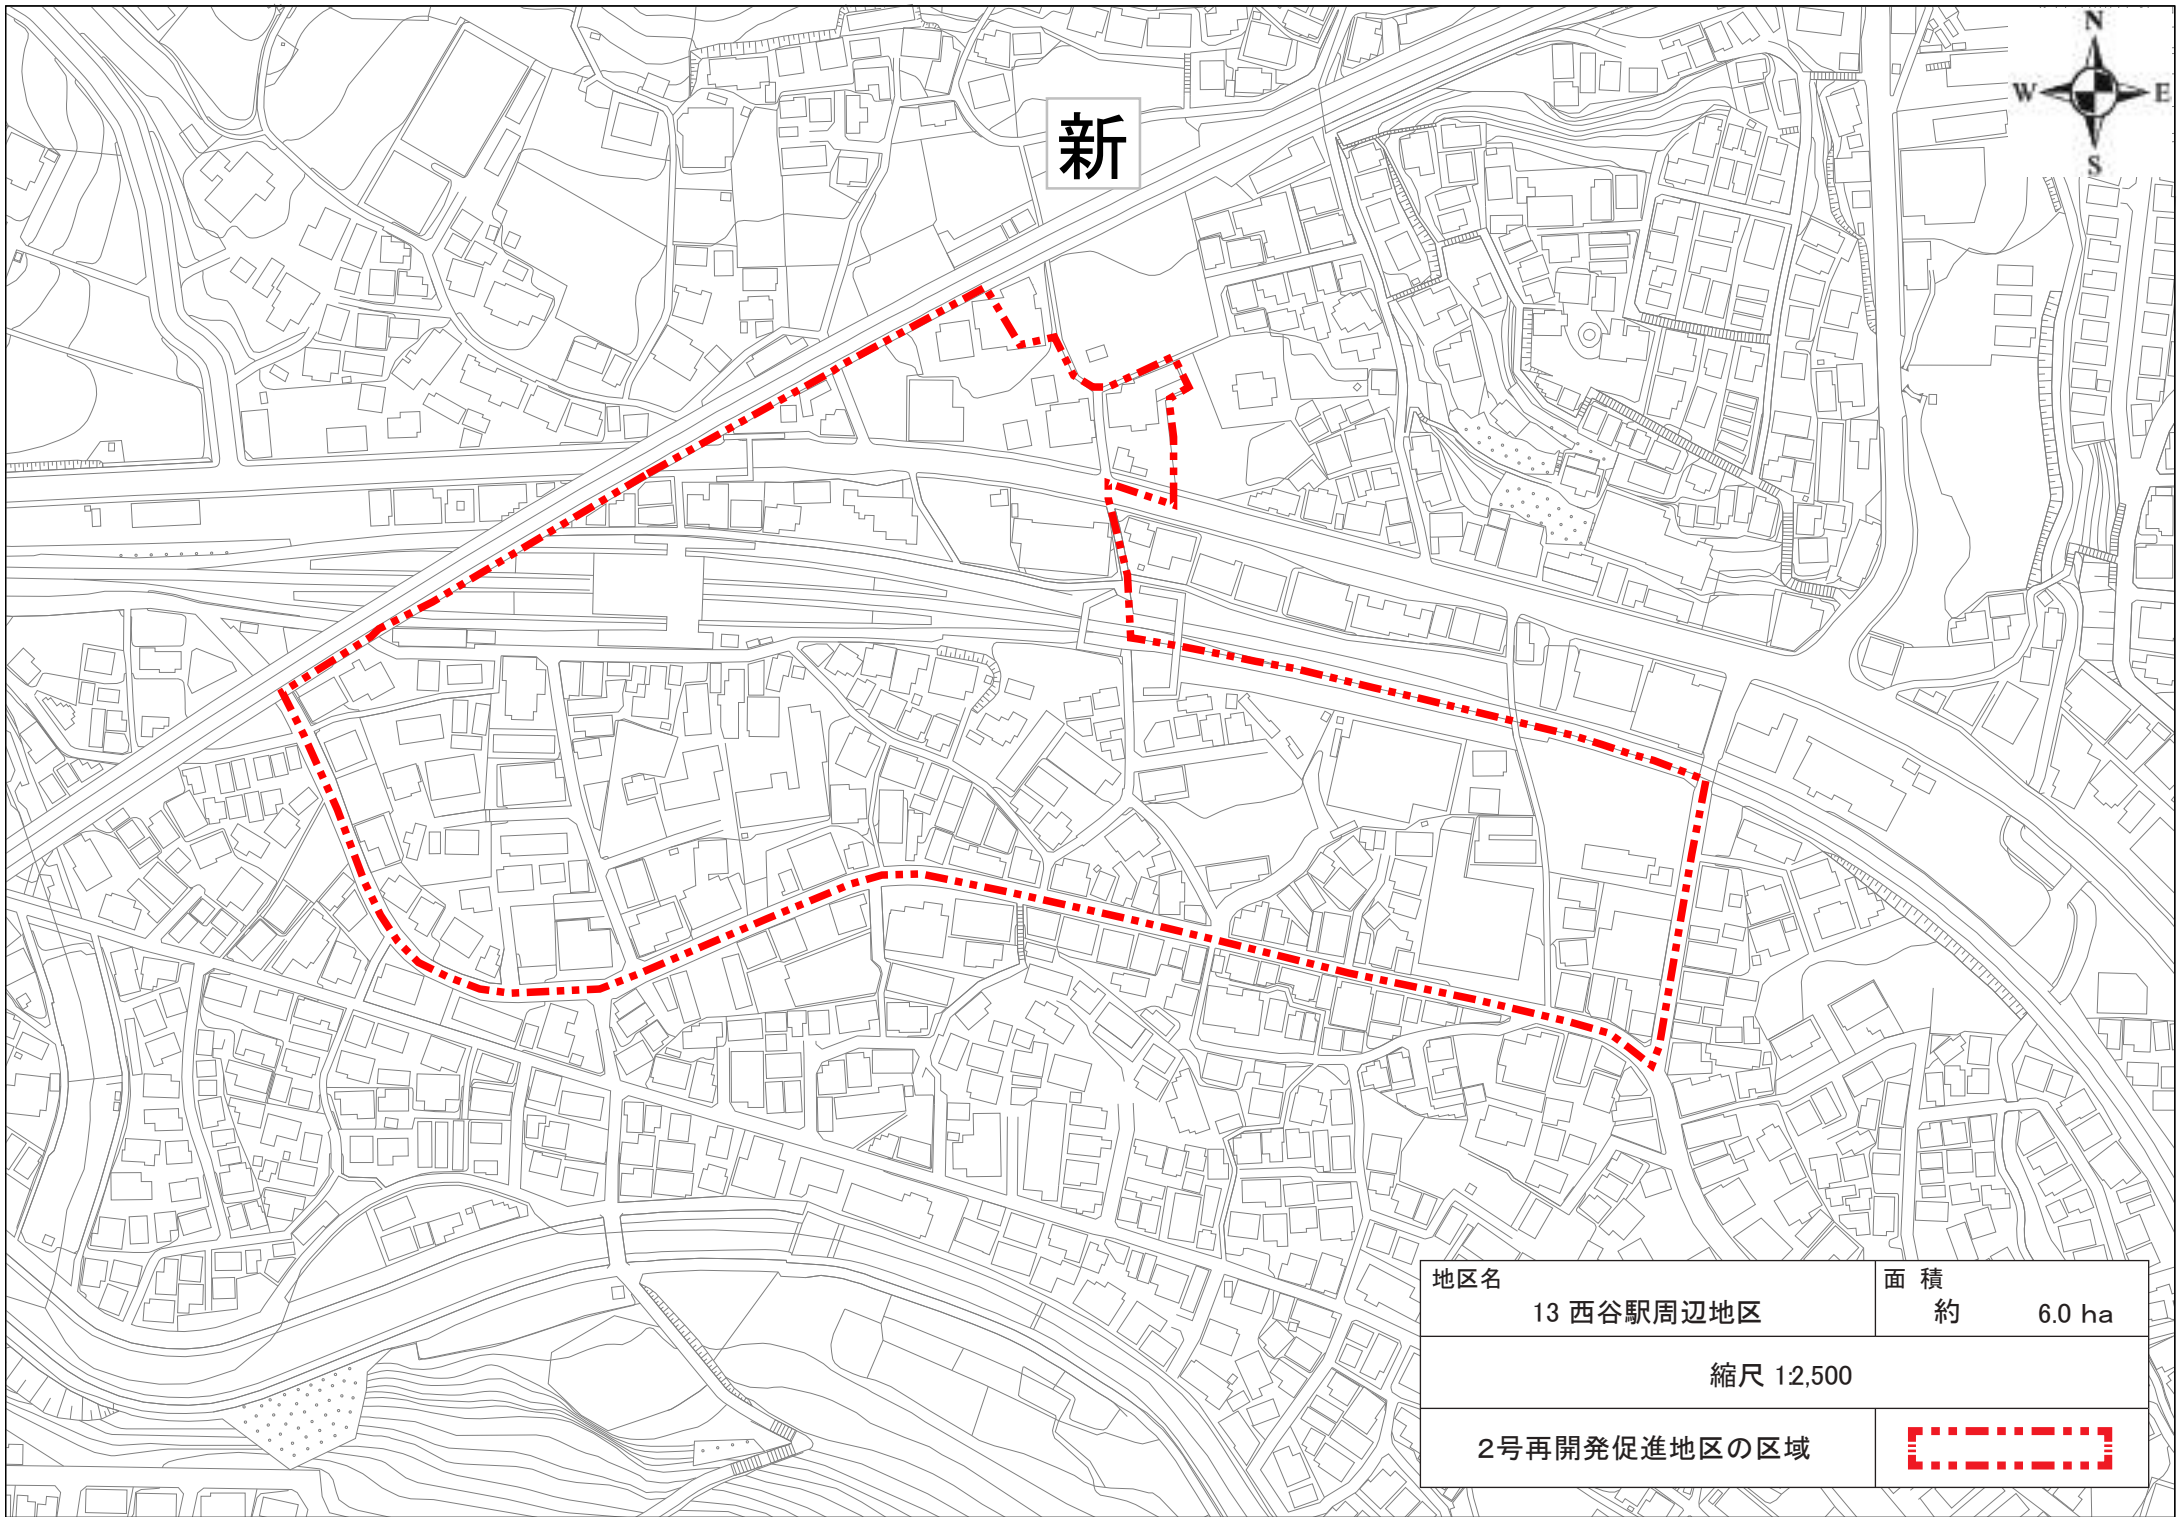 N
W E
S
新
地区名
13 西谷駅周辺地区
面 積
約 6.0 ha
縮尺 1:2,500
2号再開発促進地区の区域